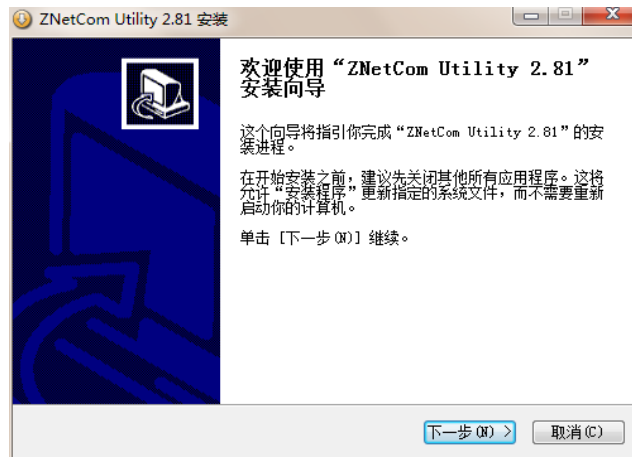 ZNetCom Utility 2.81 安装
欢迎使用“ZNetCom Utility 2.81”
安装向导
这个向导将指引你完成“ZNetCom Utility 2.81”的安
装进程。
在开始安装之前，建议先关闭其他所有应用程序。这将
允许“安装程序”更新指定的系统文件，而不需要重新
启动你的计算机。
单击 [下一步(N)] 继续。
下一步(N) >
取消(C)